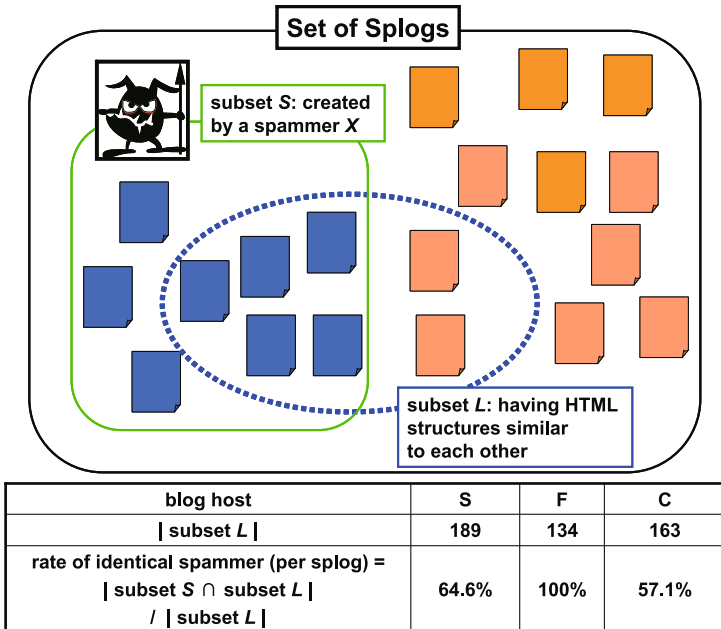 Set of Splogs
subset S: created
by a spammer X
subset L: having HTML
structures similar
to each other
blog host S F C
| subset L | 189 134 163
rate of identical spammer (per splog) =
| subset S ∩ subset L |
/ | subset L |
64.6% 100% 57.1%